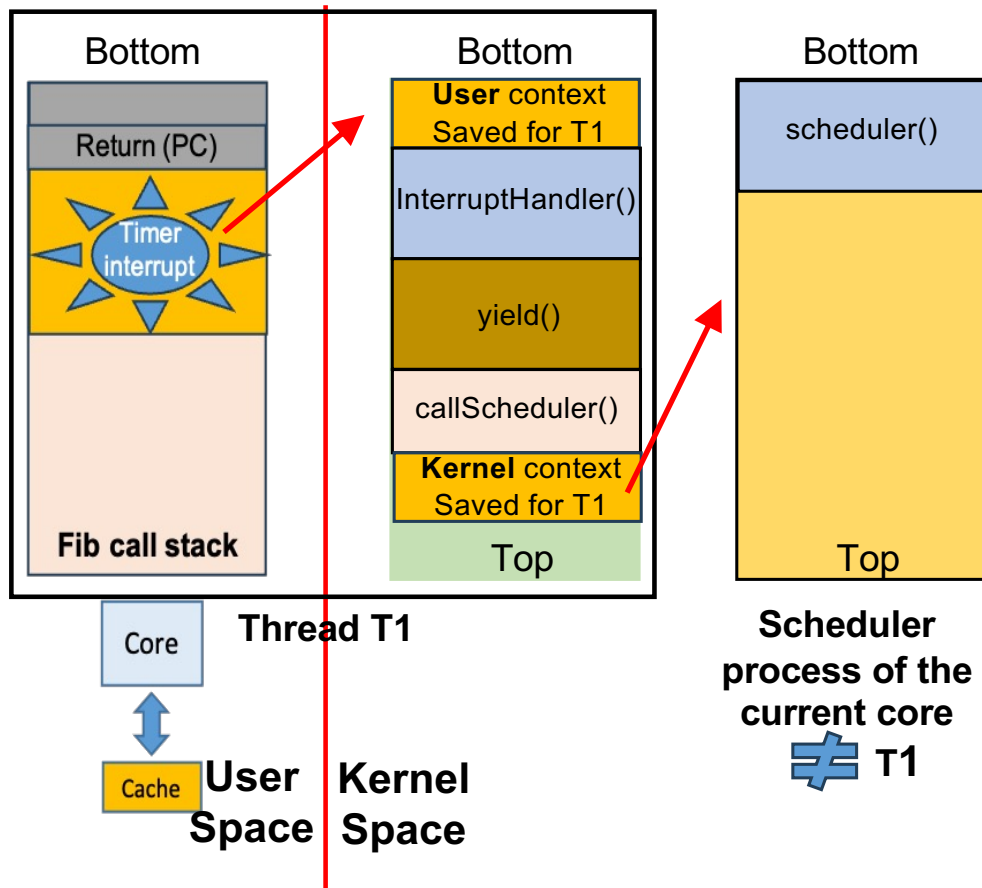 Bottom
Return (PC)
Timer
interrupt
Fib call stack
Bottom
User context
Saved for T1
InterruptHandler()
yield()
callScheduler()
Kernel context
Saved for T1
Top
Bottom
scheduler()
Top
Thread T1
Core
Cache
User
Space
Kernel
Space
Scheduler
process of the
current core
≠ T1